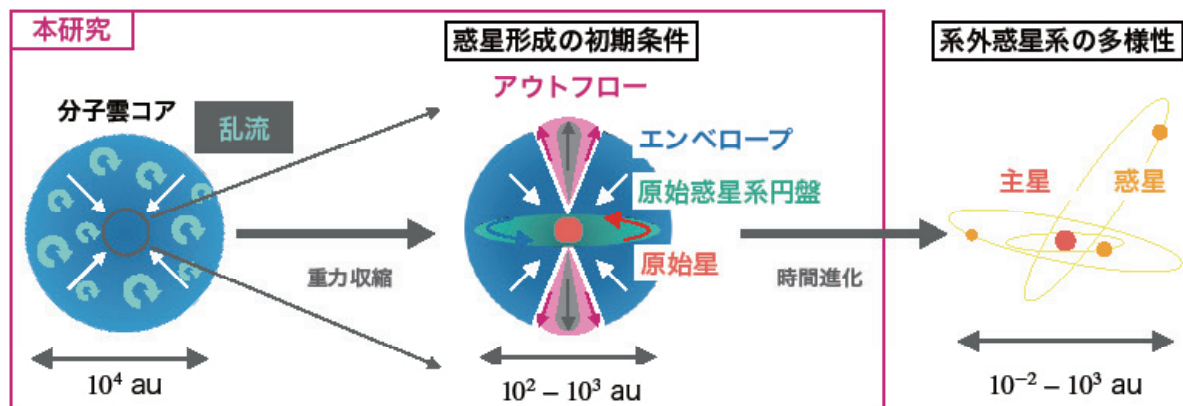 本研究
惑星形成の初期条件
系外惑星系の多様性
アウトフロー
分子雲コア
乱流
エンベロープ
原始惑星系円盤
原始星
主星
惑星
重力収縮
時間進化
10⁴ au
10² – 10³ au
10⁻² – 10³ au